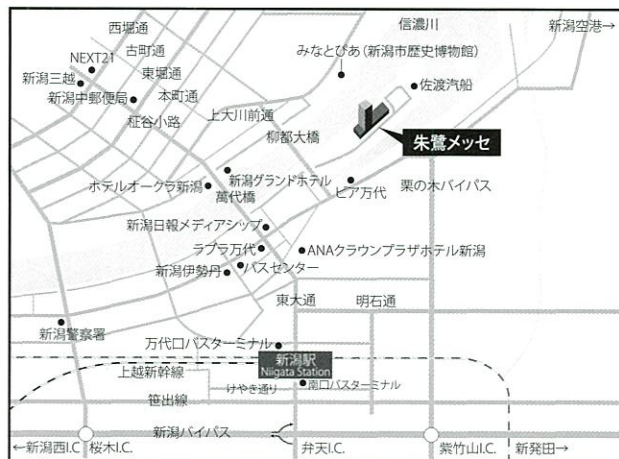 西堀通
信濃川
新潟空港→
古町通
NEXT21
みなとぴあ(新潟市歴史博物館)
東堀通
新潟三越
佐渡汽船
新潟中郵便局
本町通
上大川前通
柾谷小路
柳都大橋
朱鷺メッセ
新潟グランドホテル
ホテルオークラ新潟
ピア万代
栗の木バイパス
萬代橋
新潟日報メディアシップ
ラブラ万代
ANAクラウンプラザホテル新潟
新潟伊勢丹
バスセンター
東大通
明石通
新潟警察署
万代口バスターミナル
新潟駅
Niigata Station
上越新幹線
けやき通り
南口バスターミナル
笹出線
新潟バイパス
←新潟西I.C
桜木I.C.
弁天I.C.
紫竹山I.C.
新発田→